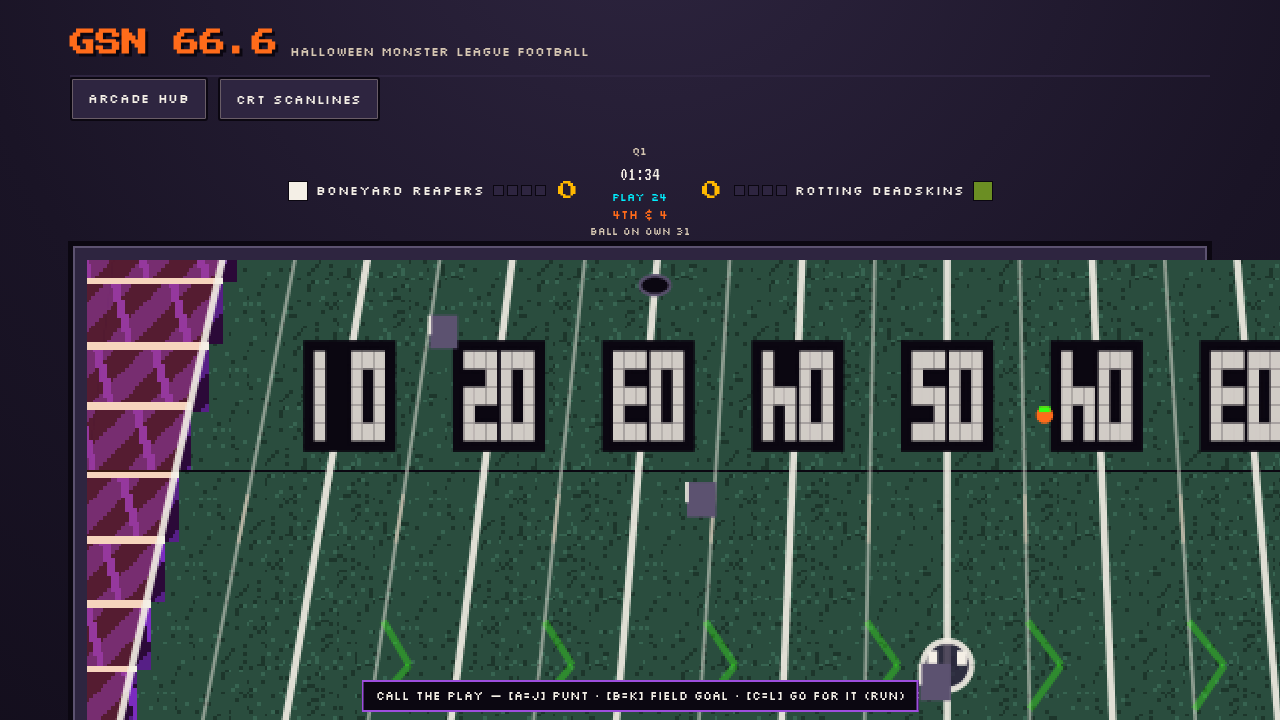 GSN 66.6 HALLOWEEN MONSTER LEAGUE FOOTBALL
ARCADE HUB CRT SCANLINES
Q1
01:34
BONEYARD REAPERS 0 PLAY 24 0 ROTTING DEADSKINS
4TH & 4
BALL ON OWN 31
10 20 30 40 50 40 30
CALL THE PLAY — [A=J] PUNT · [B=K] FIELD GOAL · [C=L] GO FOR IT (RUN)